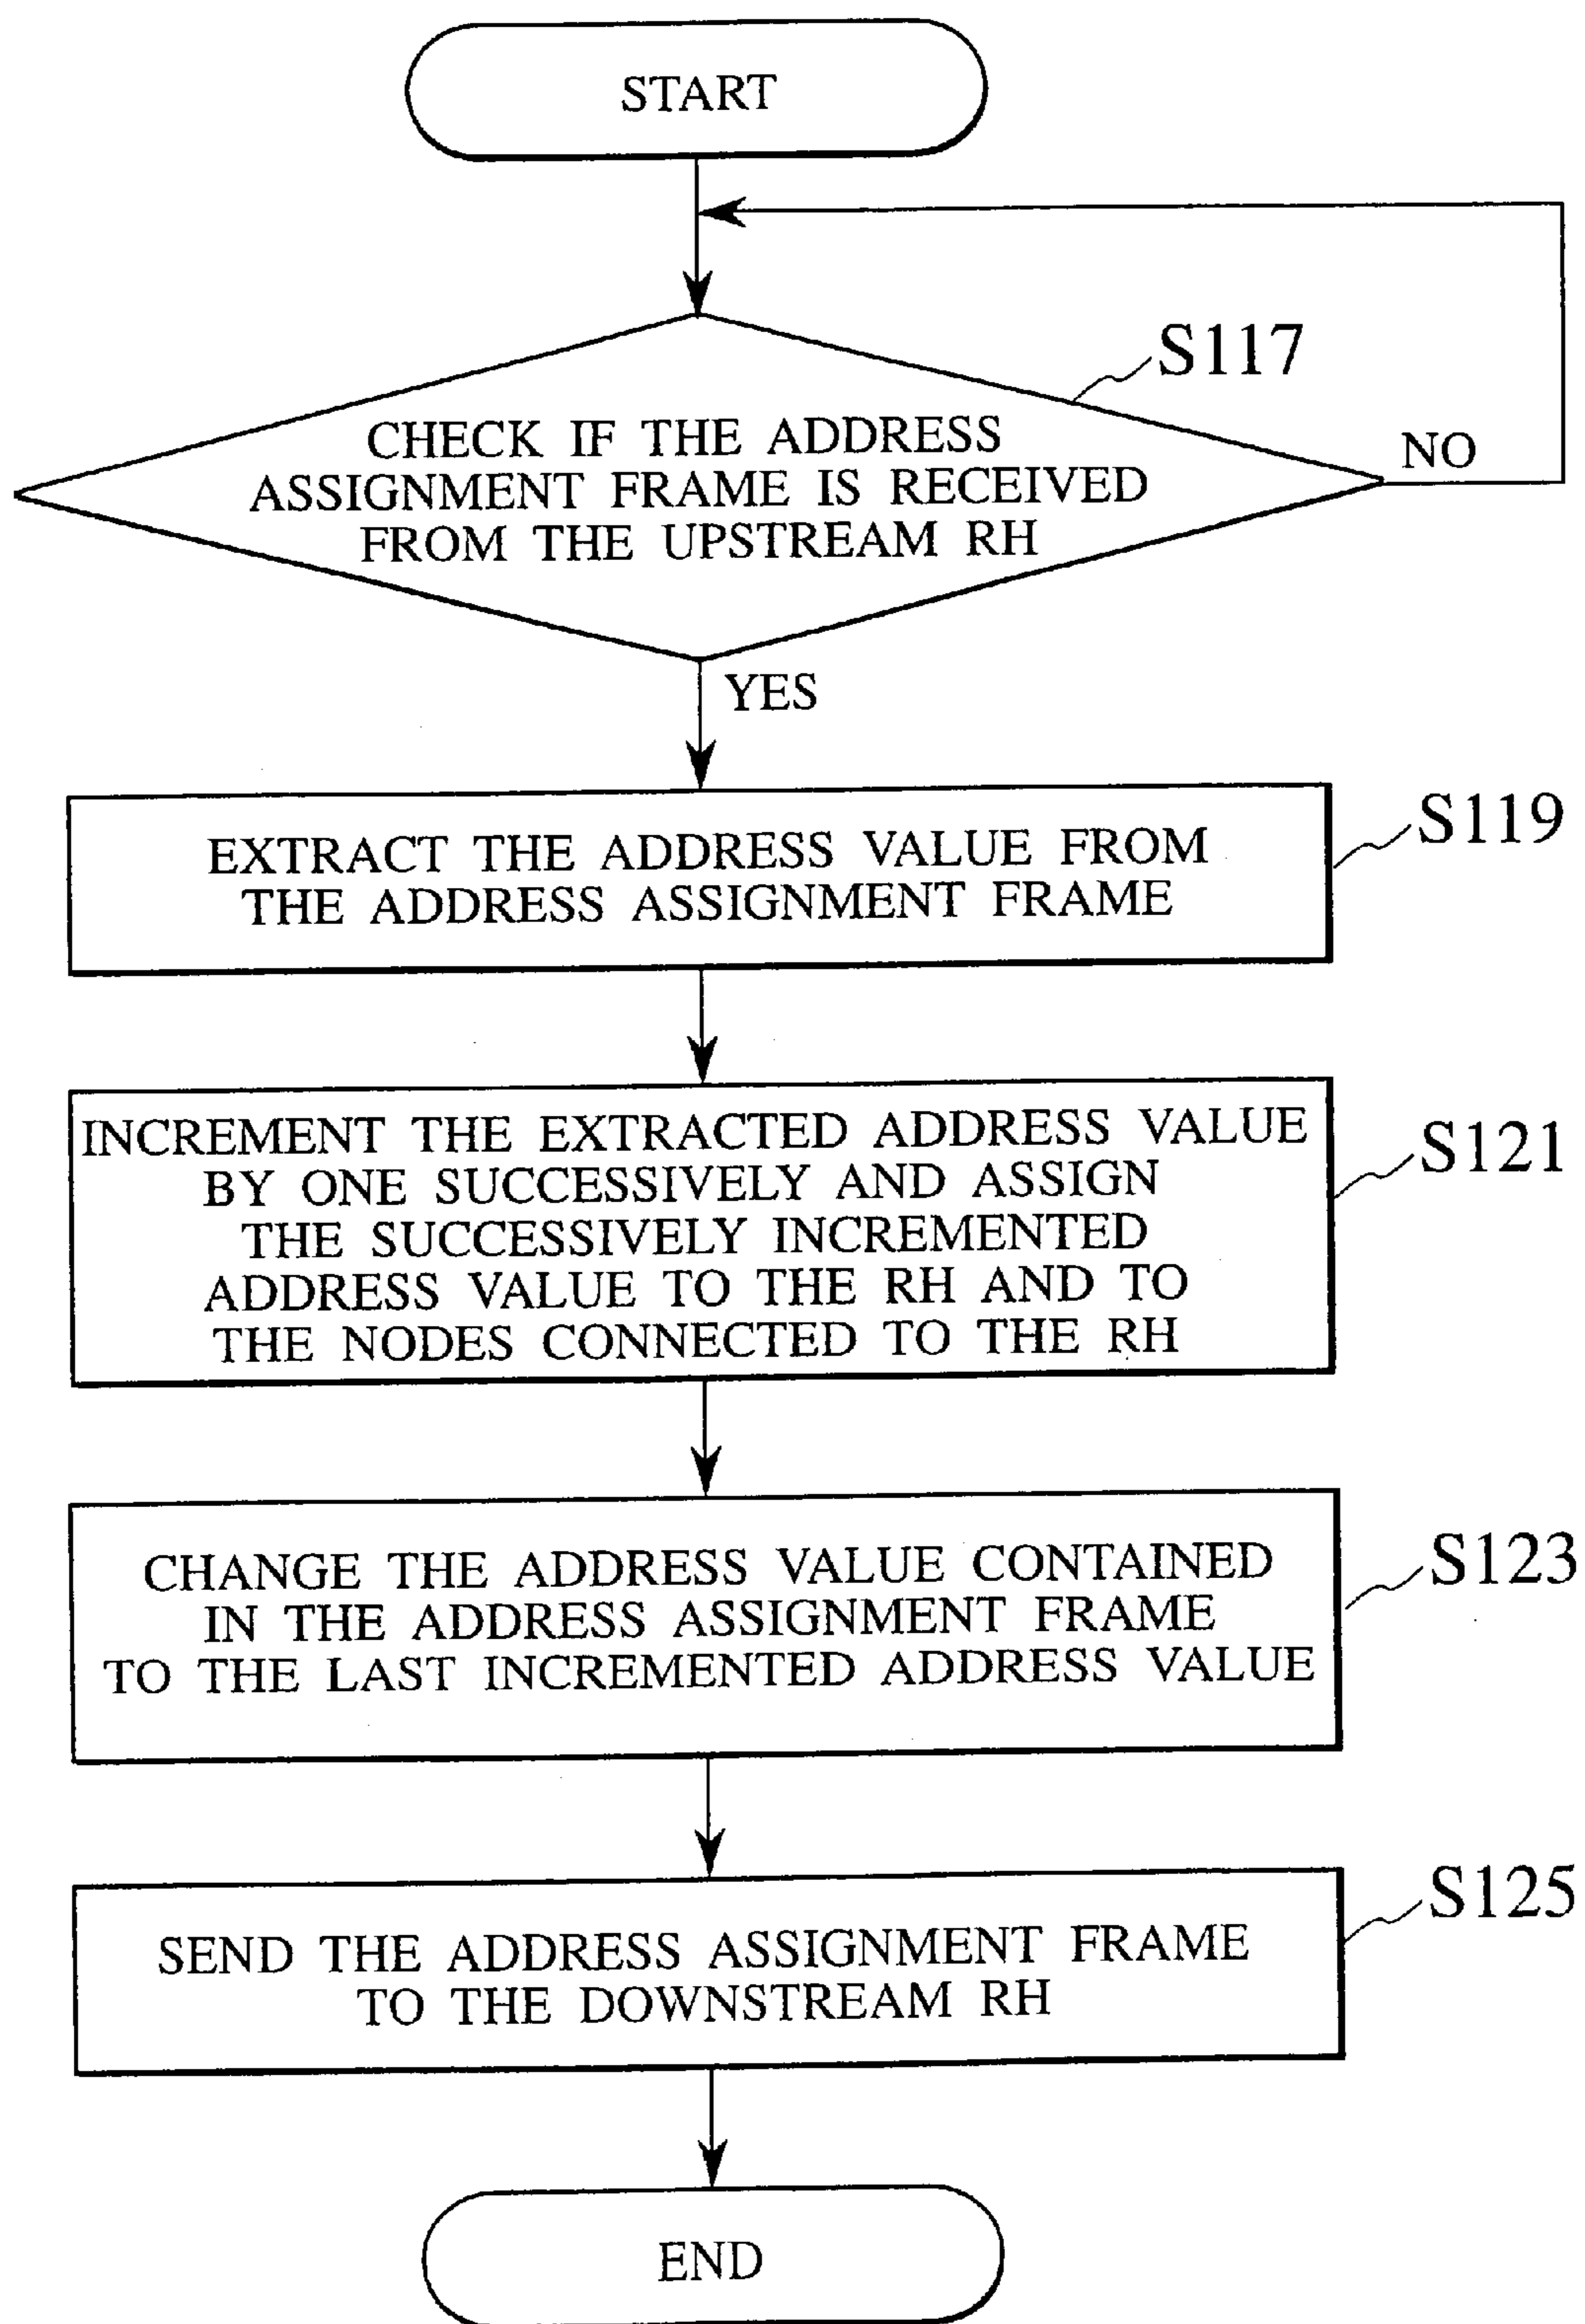 START
S117
CHECK IF THE ADDRESS
ASSIGNMENT FRAME IS RECEIVED
FROM THE UPSTREAM RH
NO
YES
S119
EXTRACT THE ADDRESS VALUE FROM
THE ADDRESS ASSIGNMENT FRAME
S121
INCREMENT THE EXTRACTED ADDRESS VALUE
BY ONE SUCCESSIVELY AND ASSIGN
THE SUCCESSIVELY INCREMENTED
ADDRESS VALUE TO THE RH AND TO
THE NODES CONNECTED TO THE RH
S123
CHANGE THE ADDRESS VALUE CONTAINED
IN THE ADDRESS ASSIGNMENT FRAME
TO THE LAST INCREMENTED ADDRESS VALUE
S125
SEND THE ADDRESS ASSIGNMENT FRAME
TO THE DOWNSTREAM RH
END